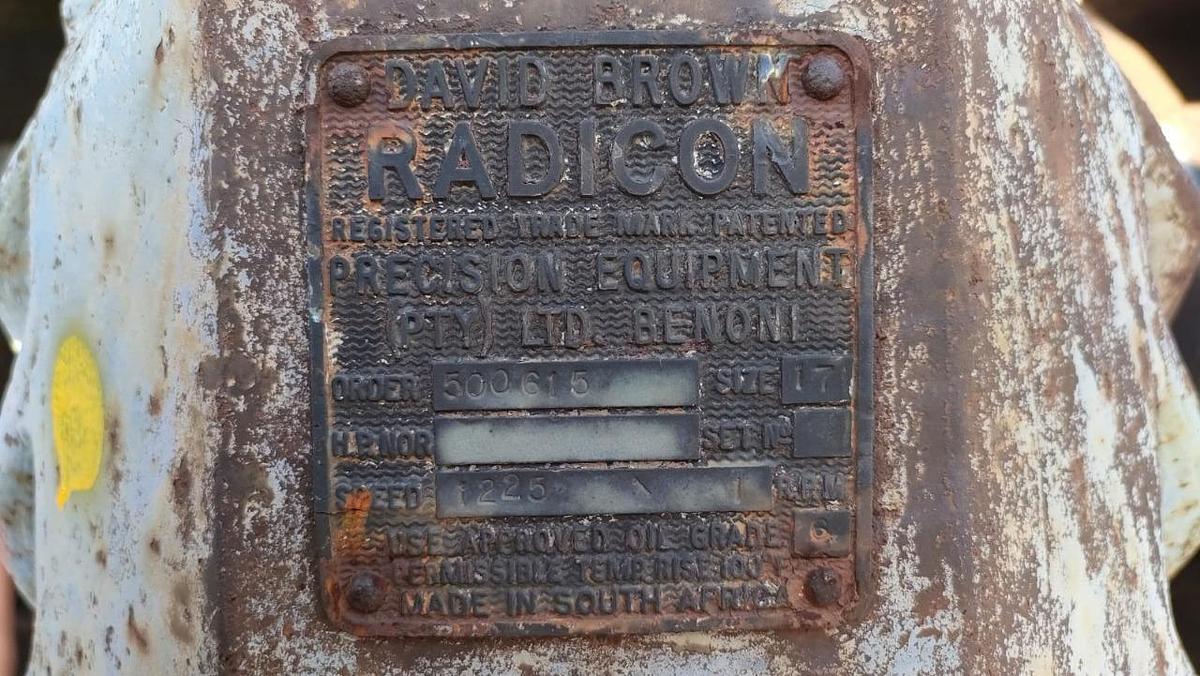 DAVID BROWN
RADICON
REGISTERED TRADE MARK PATENTED
PRECISION EQUIPMENT
(PTY) LTD. BENONI.
ORDER 500615 SIZE 17
H.P. NOR SET Nº
SPEED 1225 \ 1 R.P.M
USE APPROVED OIL GRADE 6
PERMISSIBLE TEMP. RISE 100°F
MADE IN SOUTH AFRICA